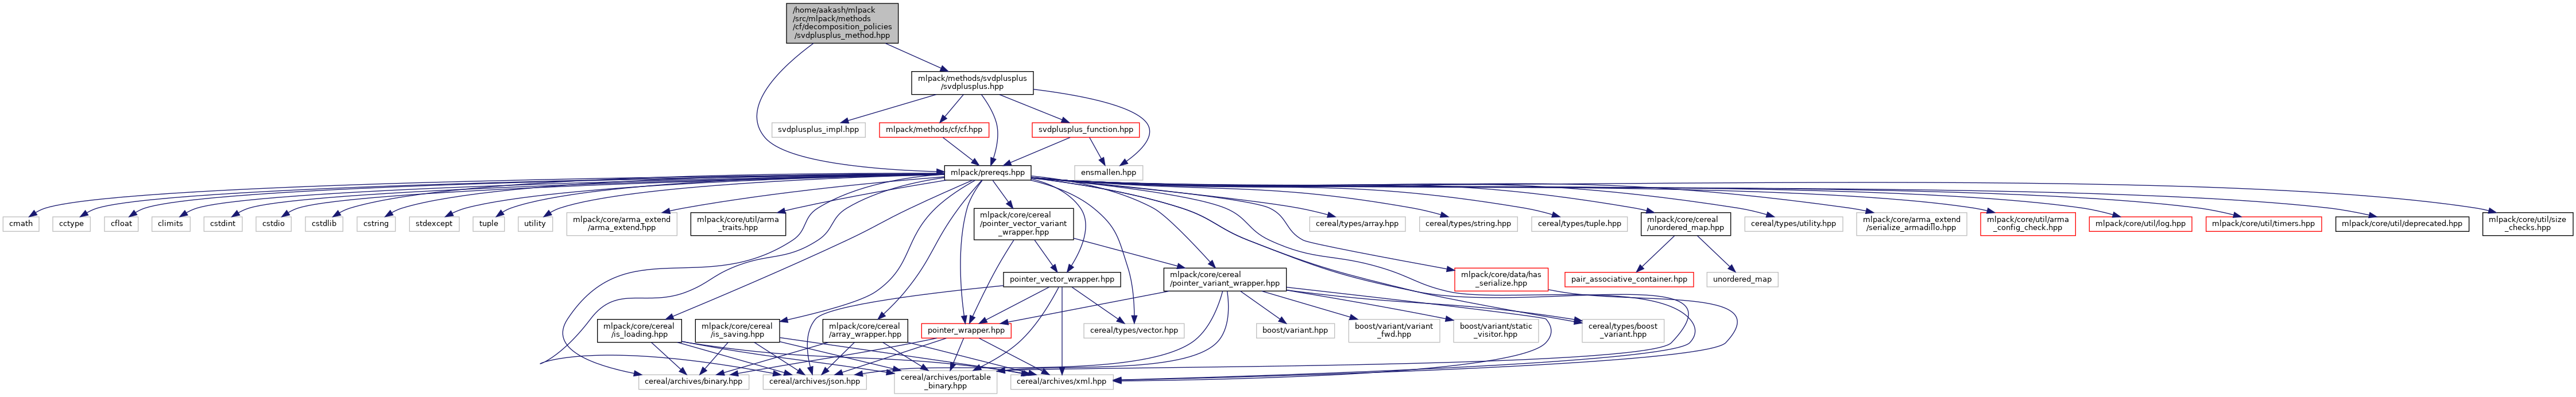 /home/aakash/mlpack
/src/mlpack/methods
/cf/decomposition_policies
/svdplusplus_method.hpp
mlpack/methods/svdplusplus
/svdplusplus.hpp
svdplusplus_impl.hpp
mlpack/methods/cf/cf.hpp
svdplusplus_function.hpp
mlpack/prereqs.hpp
ensmallen.hpp
cmath
cctype
cfloat
climits
cstdint
cstdio
cstdlib
cstring
stdexcept
tuple
utility
mlpack/core/arma_extend
/arma_extend.hpp
mlpack/core/util/arma
_traits.hpp
mlpack/core/cereal
/pointer_vector_variant
_wrapper.hpp
cereal/types/array.hpp
cereal/types/string.hpp
cereal/types/tuple.hpp
mlpack/core/cereal
/unordered_map.hpp
cereal/types/utility.hpp
mlpack/core/arma_extend
/serialize_armadillo.hpp
mlpack/core/util/arma
_config_check.hpp
mlpack/core/util/log.hpp
mlpack/core/util/timers.hpp
mlpack/core/util/deprecated.hpp
mlpack/core/util/size
_checks.hpp
pointer_vector_wrapper.hpp
mlpack/core/cereal
/pointer_variant_wrapper.hpp
mlpack/core/data/has
_serialize.hpp
pair_associative_container.hpp
unordered_map
mlpack/core/cereal
/is_loading.hpp
mlpack/core/cereal
/is_saving.hpp
mlpack/core/cereal
/array_wrapper.hpp
pointer_wrapper.hpp
cereal/types/vector.hpp
boost/variant.hpp
boost/variant/variant
_fwd.hpp
boost/variant/static
_visitor.hpp
cereal/types/boost
_variant.hpp
cereal/archives/binary.hpp
cereal/archives/json.hpp
cereal/archives/portable
_binary.hpp
cereal/archives/xml.hpp